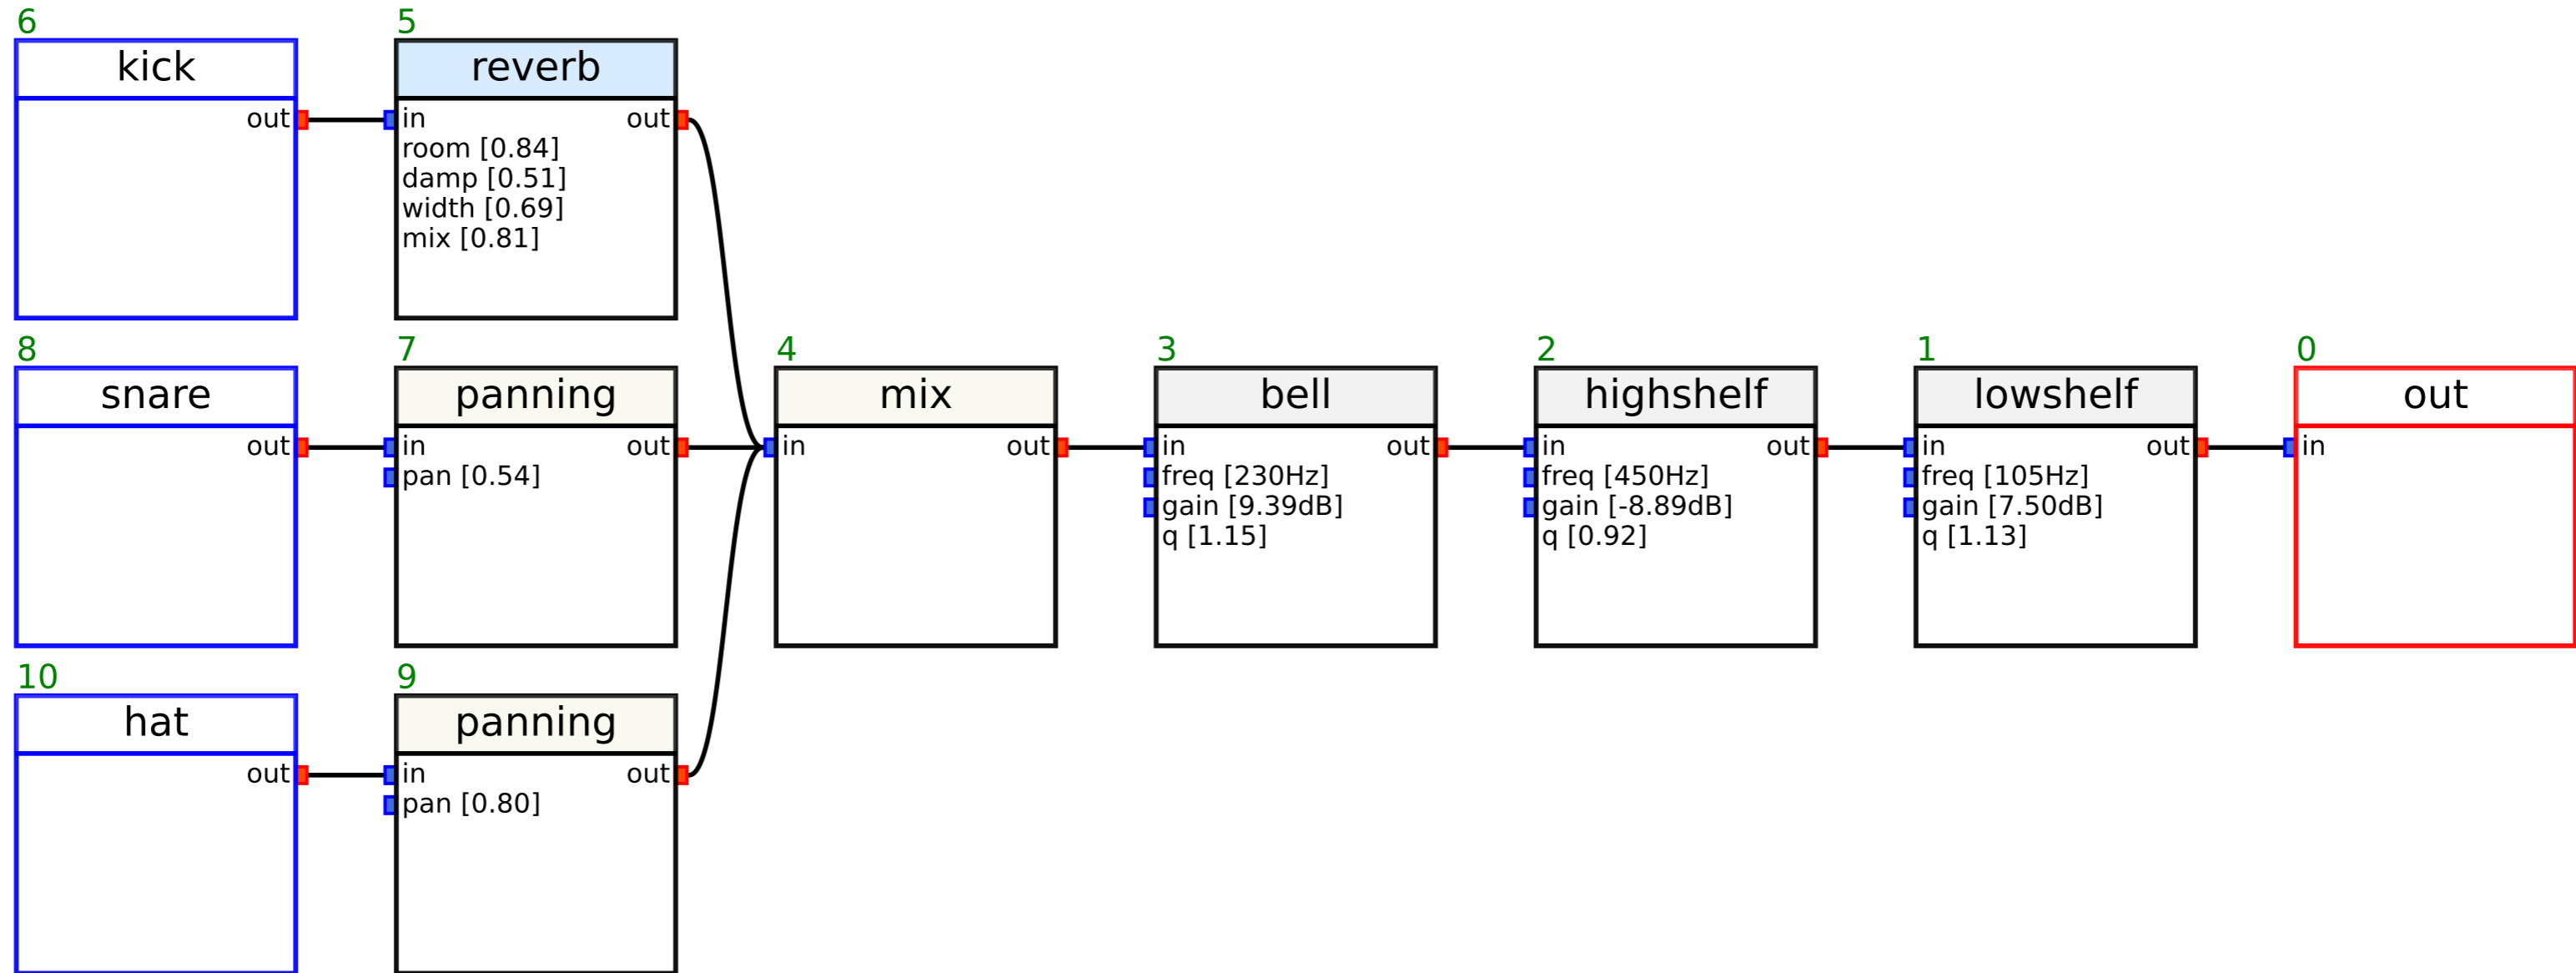 6
kick
out
5
reverb
in out
room [0.84]
damp [0.51]
width [0.69]
mix [0.81]
8
snare
out
7
panning
in out
pan [0.54]
4
mix
in out
3
bell
in out
freq [230Hz]
gain [9.39dB]
q [1.15]
2
highshelf
in out
freq [450Hz]
gain [-8.89dB]
q [0.92]
1
lowshelf
in out
freq [105Hz]
gain [7.50dB]
q [1.13]
0
out
in
10
hat
out
9
panning
in out
pan [0.80]